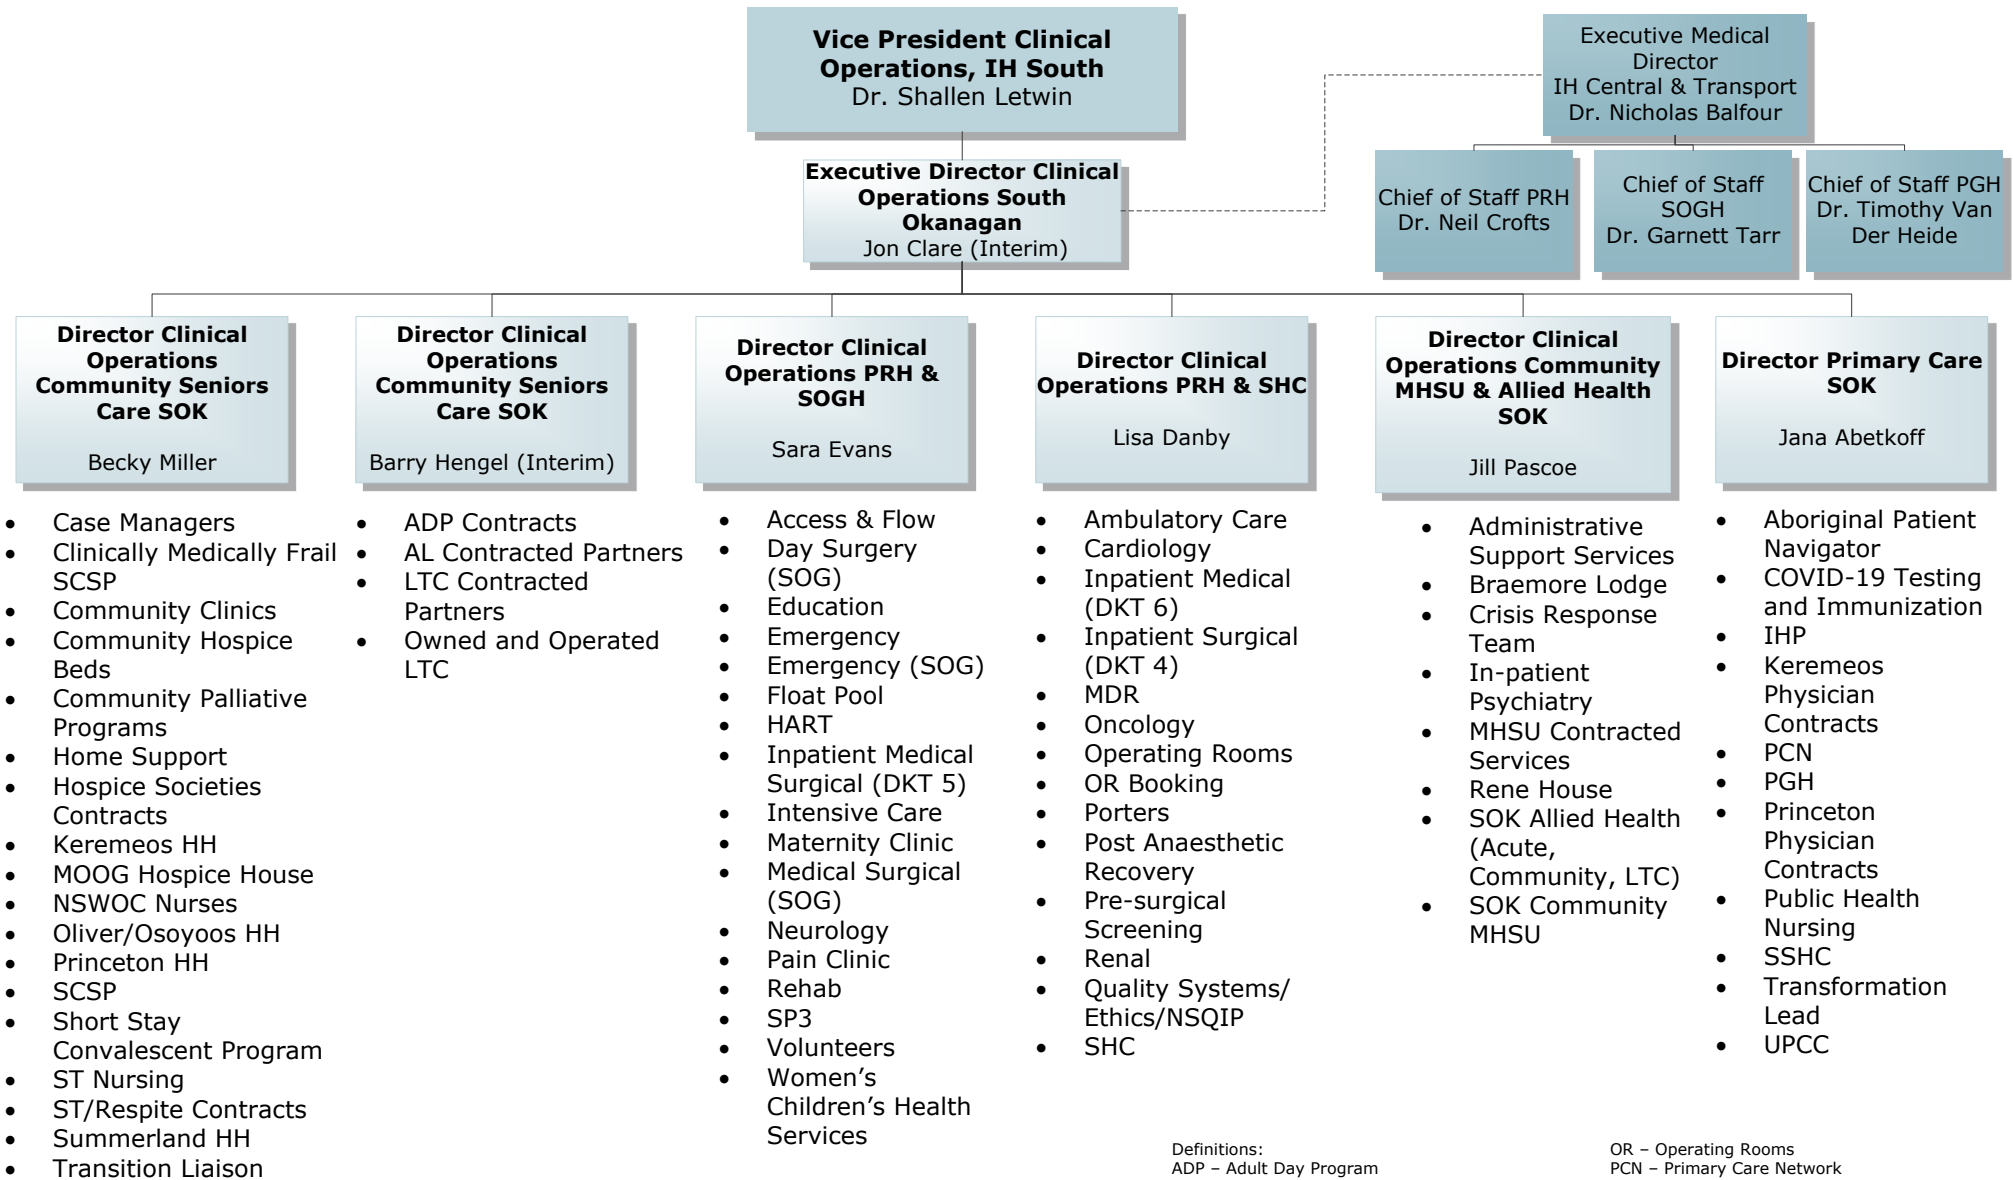 Vice President Clinical
Operations, IH South
Dr. Shallen Letwin
Executive Medical
Director
IH Central & Transport
Dr. Nicholas Balfour
Executive Director Clinical
Operations South
Okanagan
Jon Clare (Interim)
Chief of Staff PRH
Dr. Neil Crofts
Chief of Staff
SOGH
Dr. Garnett Tarr
Chief of Staff PGH
Dr. Timothy Van
Der Heide
Director Clinical
Operations
Community Seniors
Care SOK
Becky Miller
• Case Managers
• Clinically Medically Frail
SCSP
• Community Clinics
• Community Hospice
Beds
• Community Palliative
Programs
• Home Support
• Hospice Societies
Contracts
• Keremeos HH
• MOOG Hospice House
• NSWOC Nurses
• Oliver/Osoyoos HH
• Princeton HH
• SCSP
• Short Stay
Convalescent Program
• ST Nursing
• ST/Respite Contracts
• Summerland HH
• Transition Liaison
Director Clinical
Operations
Community Seniors
Care SOK
Barry Hengel (Interim)
• ADP Contracts
• AL Contracted Partners
• LTC Contracted
Partners
• Owned and Operated
LTC
Director Clinical
Operations PRH &
SOGH
Sara Evans
• Access & Flow
• Day Surgery
(SOG)
• Education
• Emergency
• Emergency (SOG)
• Float Pool
• HART
• Inpatient Medical
Surgical (DKT 5)
• Intensive Care
• Maternity Clinic
• Medical Surgical
(SOG)
• Neurology
• Pain Clinic
• Rehab
• SP3
• Volunteers
• Women’s
Children’s Health
Services
Director Clinical
Operations PRH & SHC
Lisa Danby
• Ambulatory Care
• Cardiology
• Inpatient Medical
(DKT 6)
• Inpatient Surgical
(DKT 4)
• MDR
• Oncology
• Operating Rooms
• OR Booking
• Porters
• Post Anaesthetic
Recovery
• Pre-surgical
Screening
• Renal
• Quality Systems/
Ethics/NSQIP
• SHC
Director Clinical
Operations Community
MHSU & Allied Health
SOK
Jill Pascoe
• Administrative
Support Services
• Braemore Lodge
• Crisis Response
Team
• In-patient
Psychiatry
• MHSU Contracted
Services
• Rene House
• SOK Allied Health
(Acute,
Community, LTC)
• SOK Community
MHSU
Director Primary Care
SOK
Jana Abetkoff
• Aboriginal Patient
Navigator
• COVID-19 Testing
and Immunization
• IHP
• Keremeos
Physician
Contracts
• PCN
• PGH
• Princeton
Physician
Contracts
• Public Health
Nursing
• SSHC
• Transformation
Lead
• UPCC
Definitions:
ADP – Adult Day Program
OR – Operating Rooms
PCN – Primary Care Network